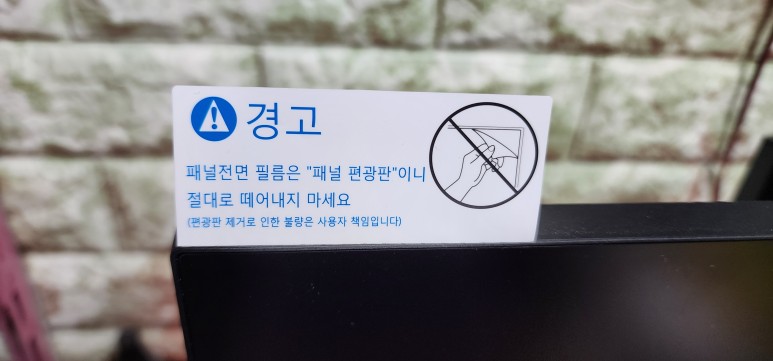 경고
패널전면 필름은 "패널 편광판"이니
절대로 떼어내지 마세요
(편광판 제거로 인한 불량은 사용자 책임입니다)